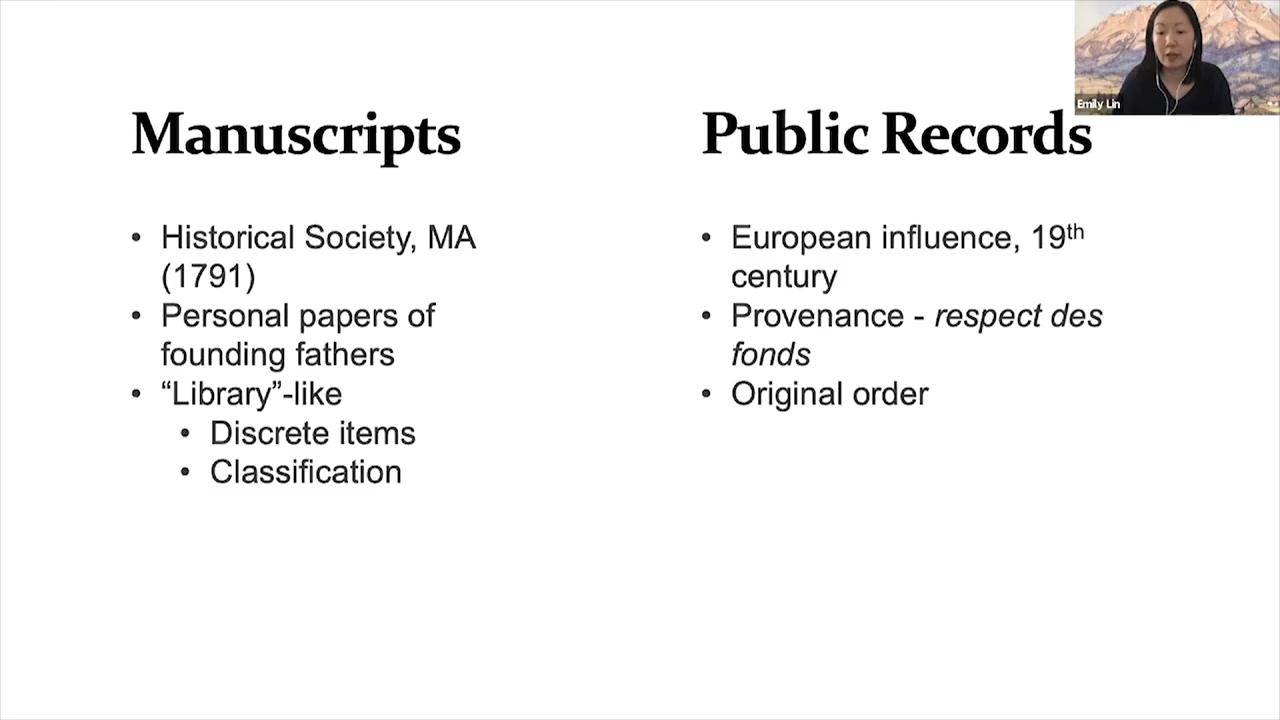 Manuscripts
• Historical Society, MA
(1791)
• Personal papers of
founding fathers
• “Library”-like
• Discrete items
• Classification
Public Records
• European influence, 19th
century
• Provenance - respect des
fonds
• Original order
Emily Lin